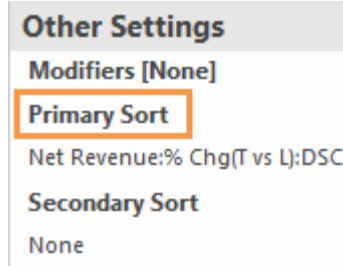 Other Settings
Modifiers [None]
Primary Sort
Net Revenue:% Chg(T vs L):DSC
Secondary Sort
None